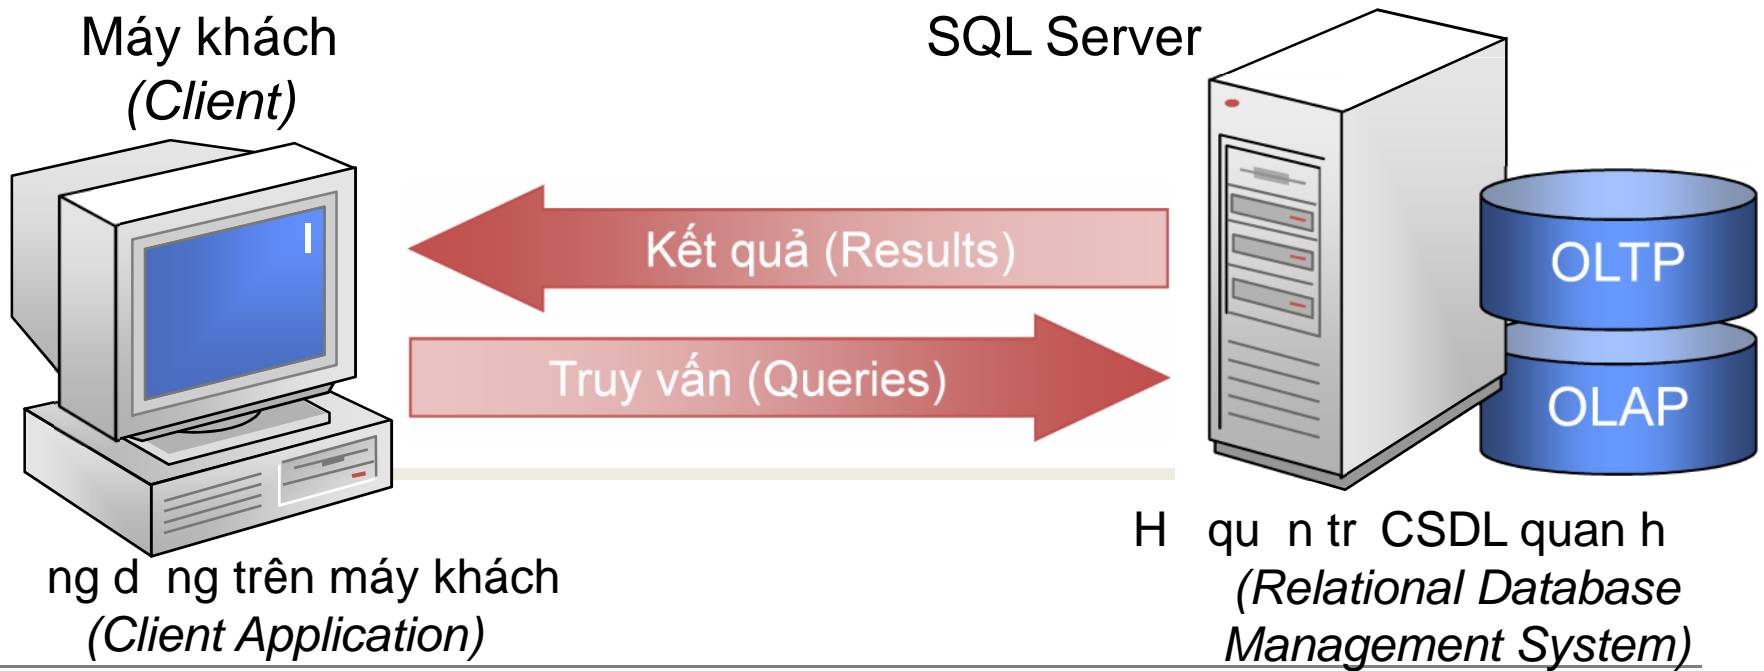 Máy khách
(Client)
SQL Server
Kết quả (Results)
Truy vấn (Queries)
OLTP
OLAP
ng d ng trên máy khách
(Client Application)
H qu n tr CSDL quan h
(Relational Database
Management System)